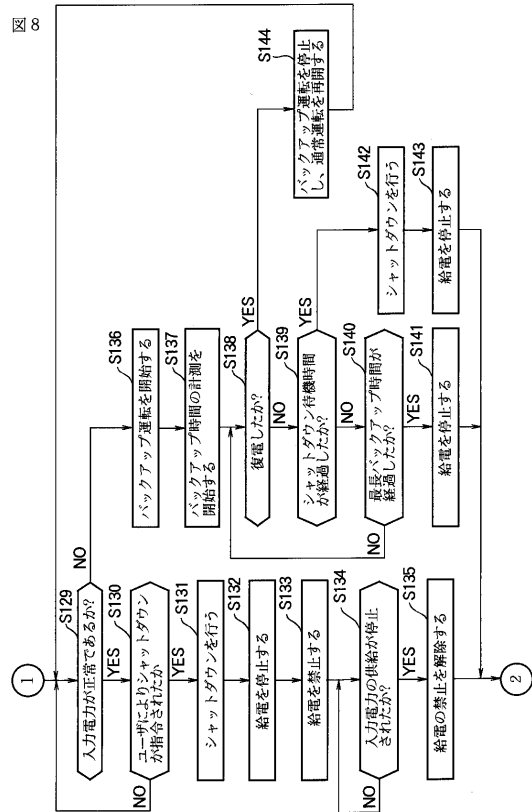 図8
1
S129
入力電力が正常であるか?
NO
YES
S130
ユーザによりシャットダウン
が指令されたか
NO
YES
S131
シャットダウンを行う
S132
給電を停止する
S133
給電を禁止する
S134
入力電力の供給が停止
されたか?
NO
YES
S135
給電の禁止を解除する
2
S136
バックアップ運転を開始する
S137
バックアップ時間の計測を
開始する
S138
復電したか?
YES
NO
S139
シャットダウン待機時間
が経過したか?
YES
NO
S140
最長バックアップ時間が
経過したか?
NO
YES
S141
給電を停止する
S142
シャットダウンを行う
S143
給電を停止する
S144
バックアップ運転を停止
し、通常運転を再開する